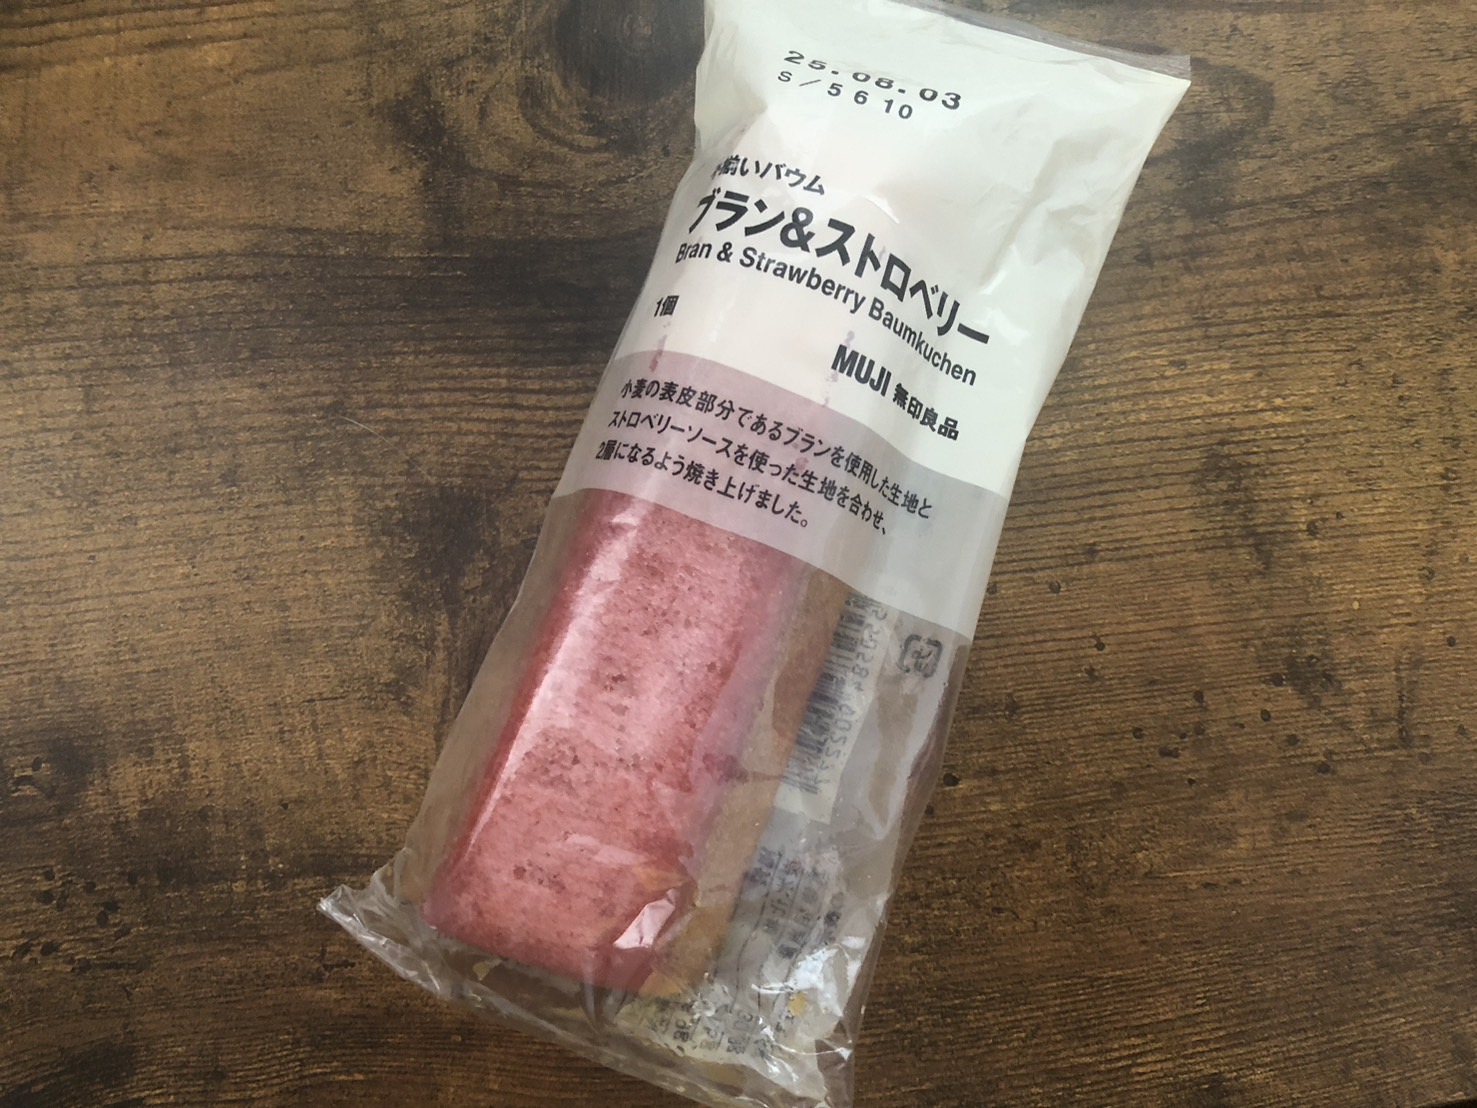 25.08.03
S/5610
不揃いバウム
ブラン&ストロベリー
Bran & Strawberry Baumkuchen
1個
MUJI 無印良品
小麦の表皮部分であるブランを使用した生地と
ストロベリーソースを使った生地を合わせ、
2層になるよう焼き上げました。